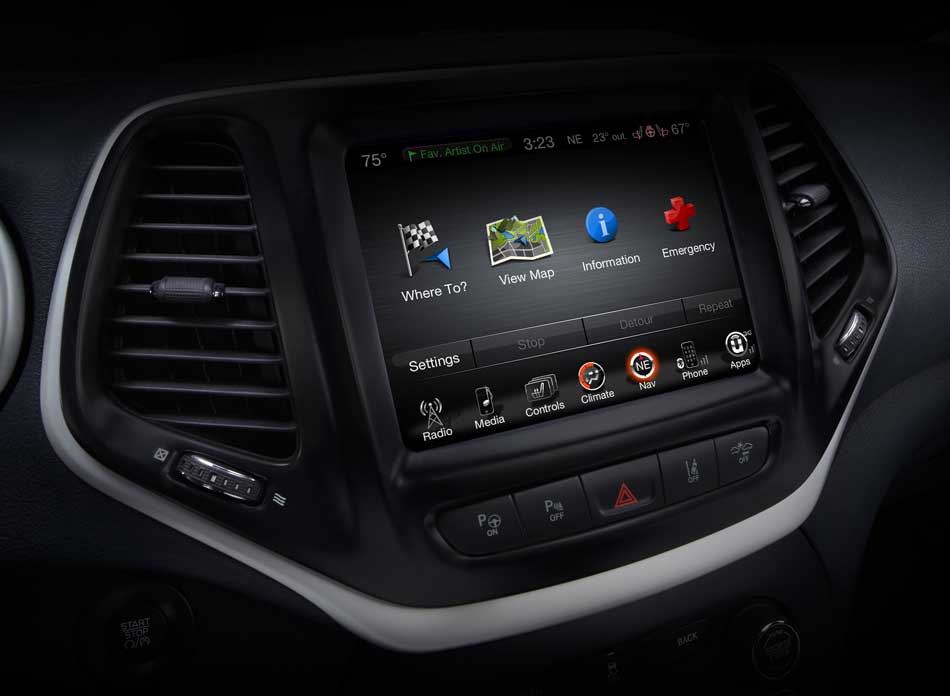 75° Fav. Artist On Air 3:23 NE 23° out. 67°
Where To? View Map Information Emergency
Settings Stop Detour Repeat
Radio Media Controls Climate NE Nav Phone 3G Apps
P ON P OFF OFF OFF
START
STOP
BACK